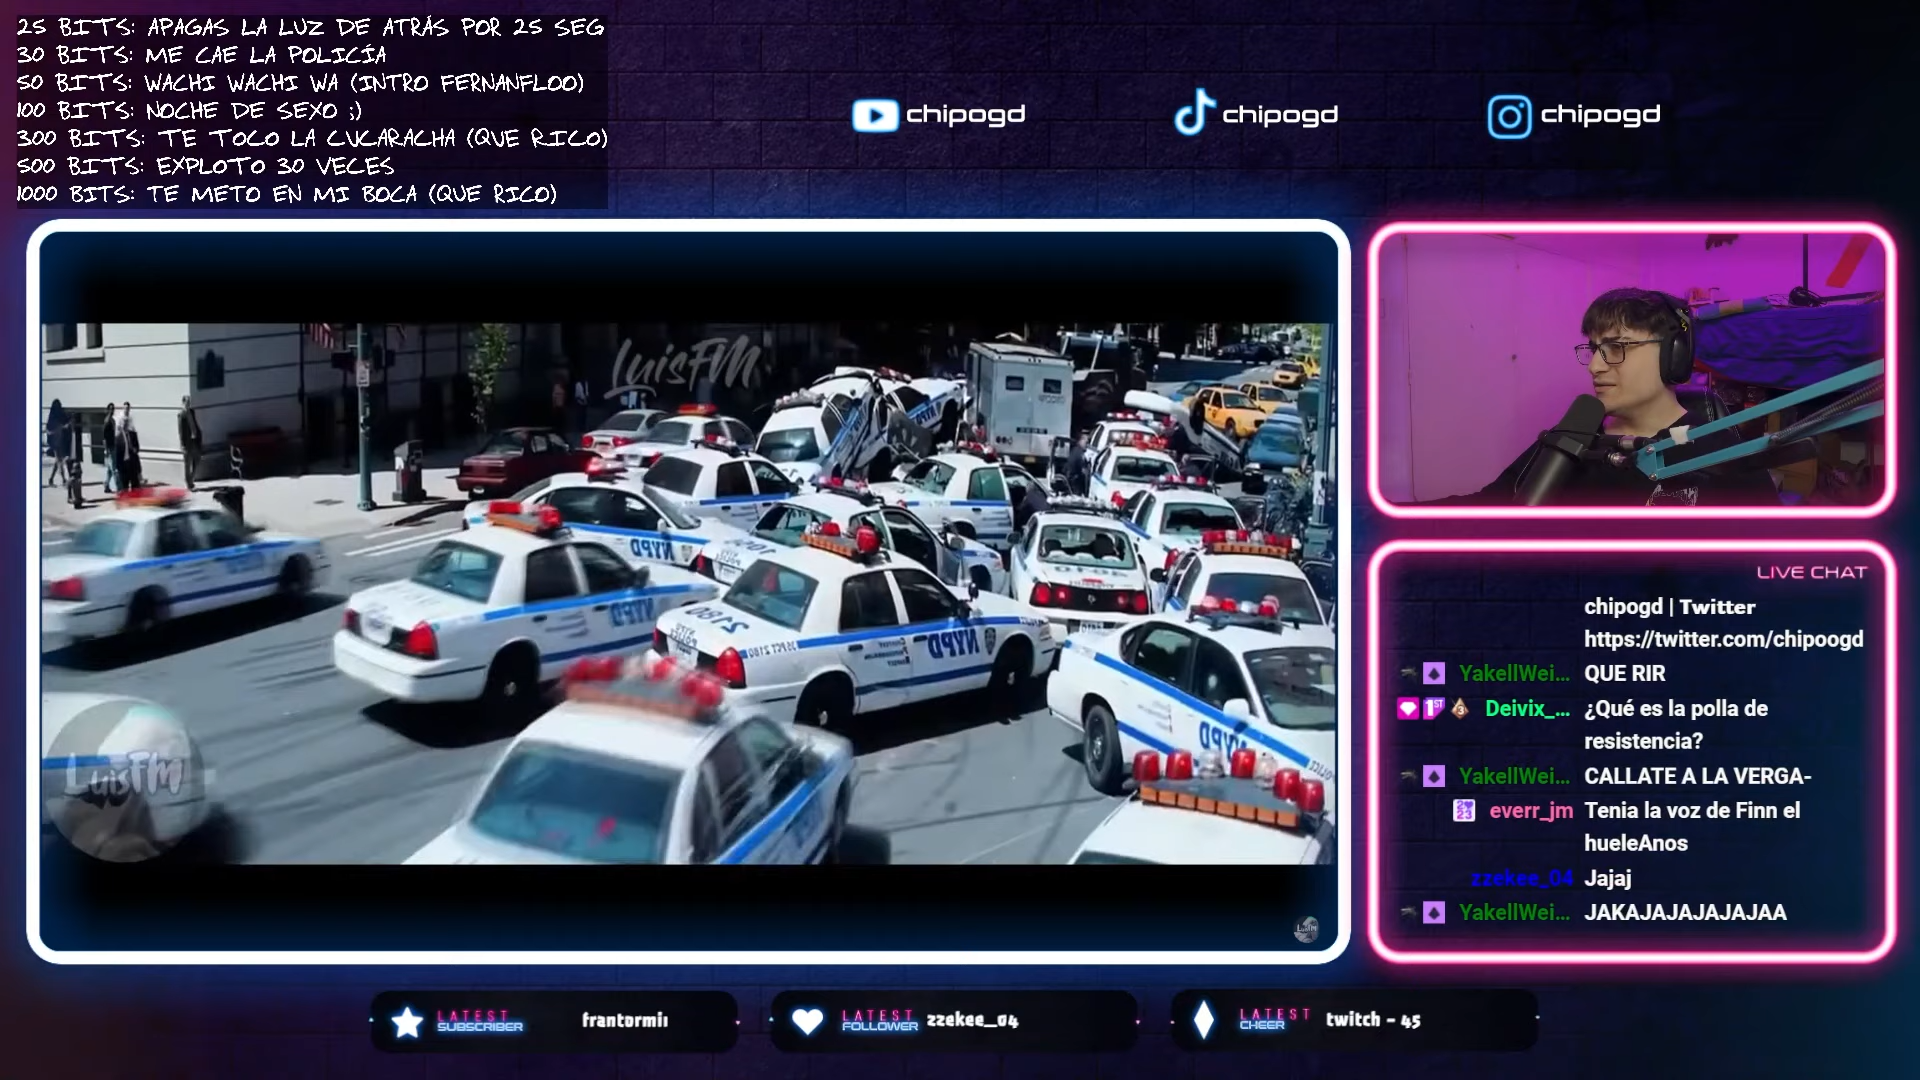 25 BITS: APAGAS LA LUZ DE ATRÁS POR 25 SEG
30 BITS: ME CAE LA POLICÍA
50 BITS: WACHI WACHI WA (INTRO FERNANFLOO)
100 BITS: NOCHE DE SEXO ;)
300 BITS: TE TOCO LA CUCARACHA (QUE RICO)
500 BITS: EXPLOTO 30 VECES
1000 BITS: TE METO EN MI BOCA (QUE RICO)
chipogd
chipogd
chipogd
LuisFM
NYPD
NYPD
NYPD
NYPD
2180
LuisFM
LIVE CHAT
chipogd | Twitter
https://twitter.com/chipoogd
YakellWei... QUE RIR
Deivix_... ¿Qué es la polla de
resistencia?
YakellWei... CALLATE A LA VERGA-
everr_jm Tenia la voz de Finn el
hueleAnos
zzekee_04 Jajaj
YakellWei... JAKAJAJAJAJAJAA
LATEST
SUBSCRIBER
frantormii
LATEST
FOLLOWER
zzekee_04
LATEST
CHEER
twitch - 45